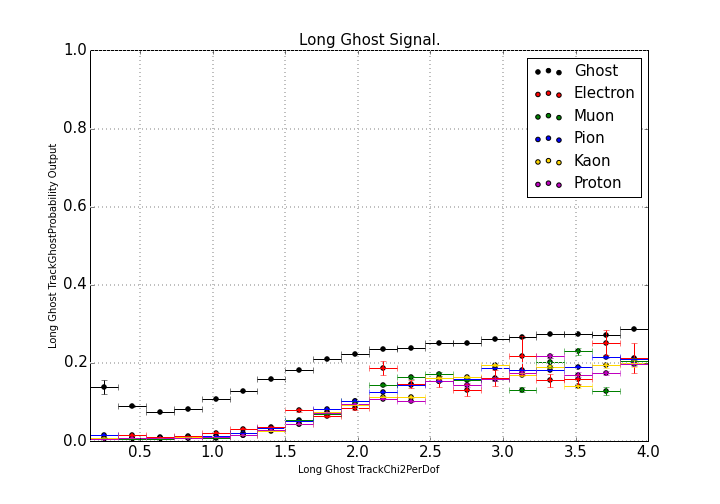 Long Ghost Signal.
1.0
0.8
0.6
0.4
0.2
0.0
Long Ghost TrackGhostProbability Output
Ghost
Electron
Muon
Pion
Kaon
Proton
0.5 1.0 1.5 2.0 2.5 3.0 3.5 4.0
Long Ghost TrackChi2PerDof